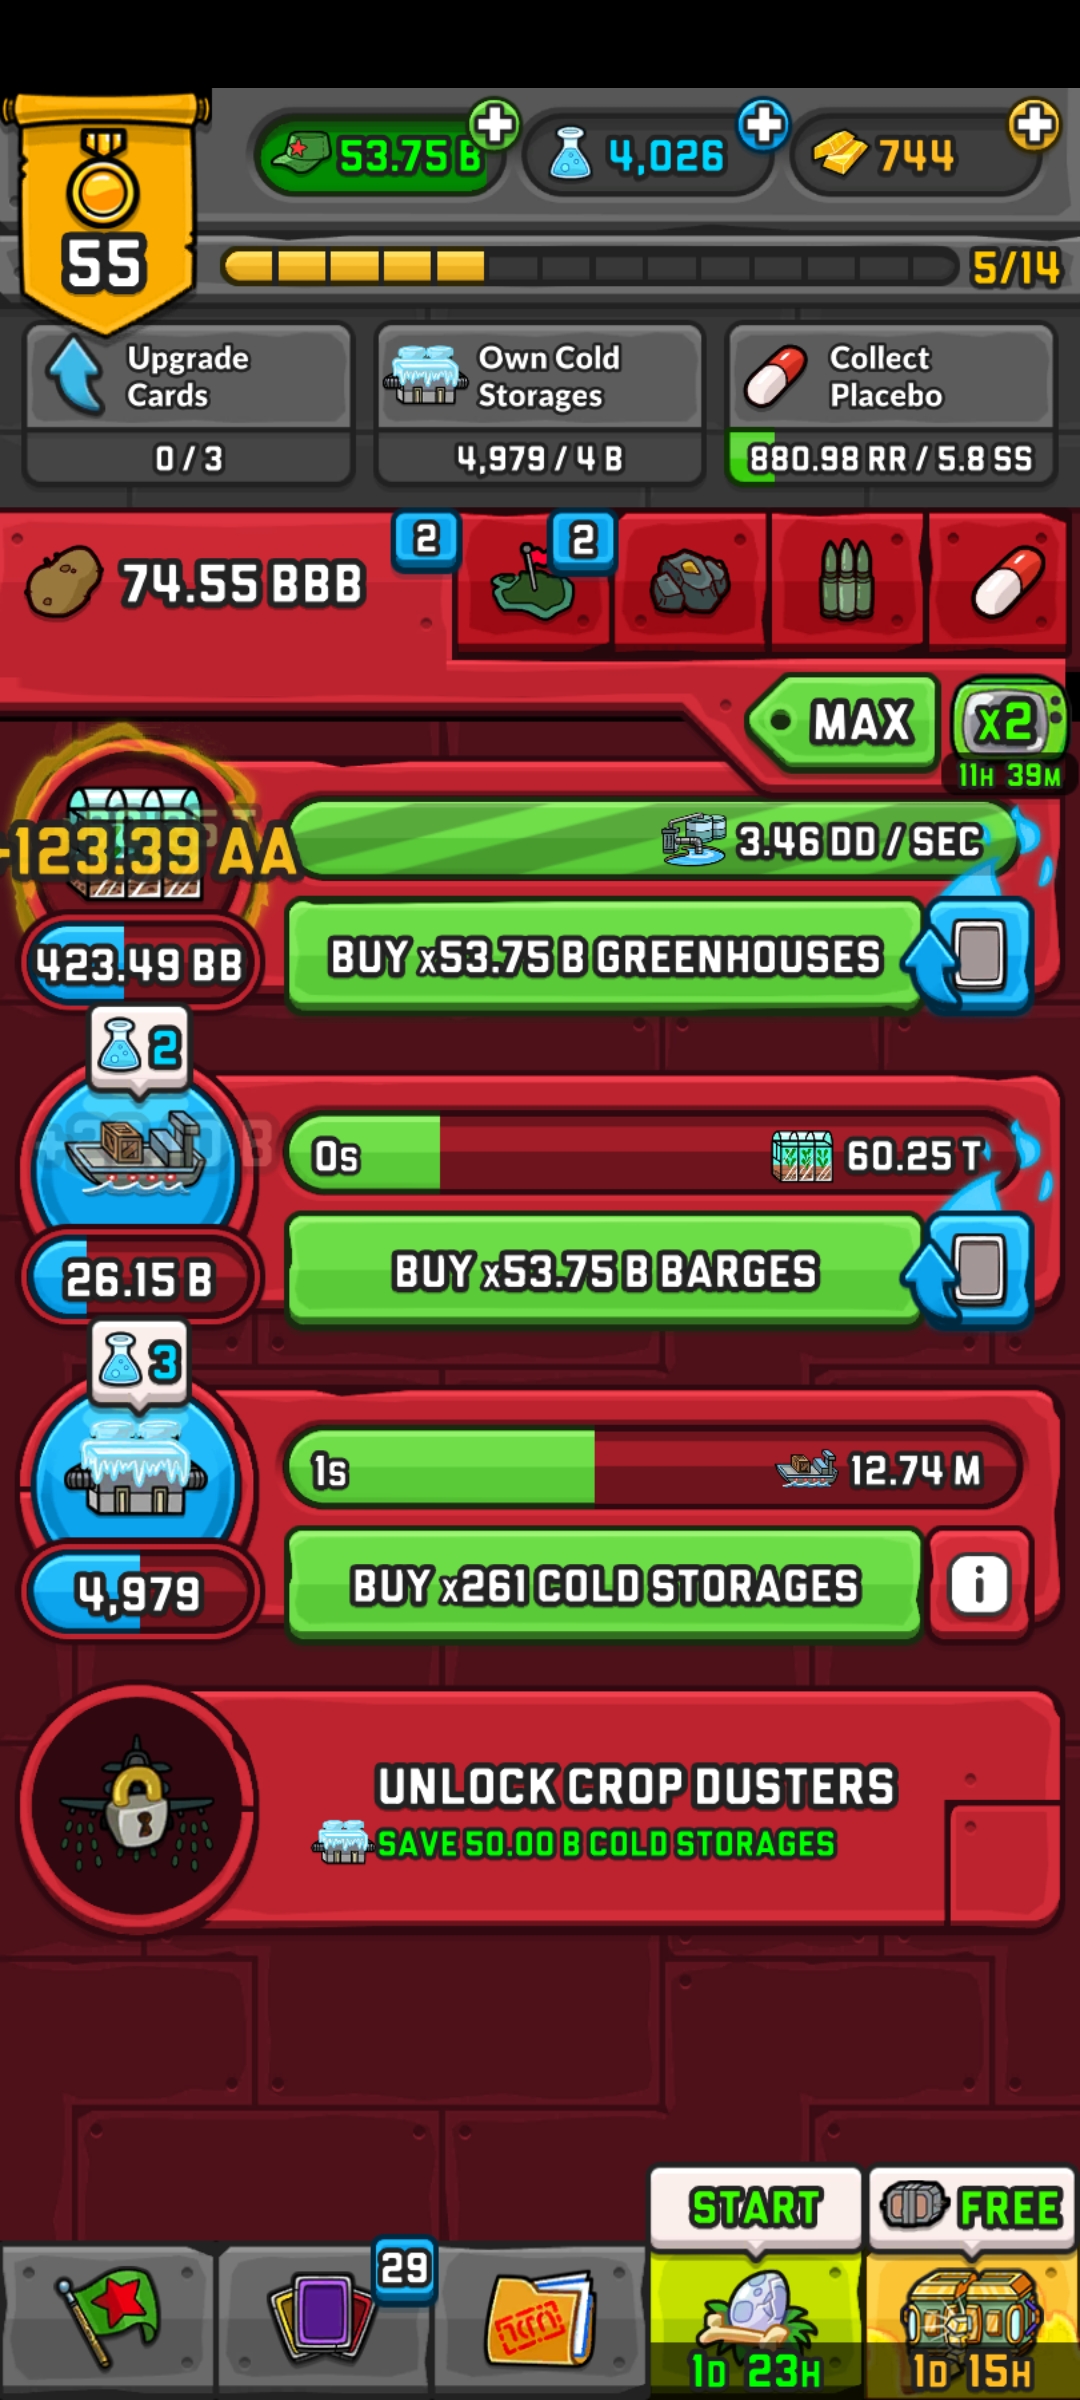 53.75 B
4,026
744
55
5/14
Upgrade
Cards
0 / 3
Own Cold
Storages
4,979 / 4 B
Collect
Placebo
880.98 RR / 5.8 SS
74.55 BBB
2
2
MAX
x2
11H 39M
123.39 AA
3.46 DD / SEC
423.49 BB
BUY x53.75 B GREENHOUSES
2
0s
60.25 T
26.15 B
BUY x53.75 B BARGES
3
1s
12.74 M
4,979
BUY x261 COLD STORAGES
i
UNLOCK CROP DUSTERS
SAVE 50.00 B COLD STORAGES
START
FREE
29
1D 23H
1D 15H